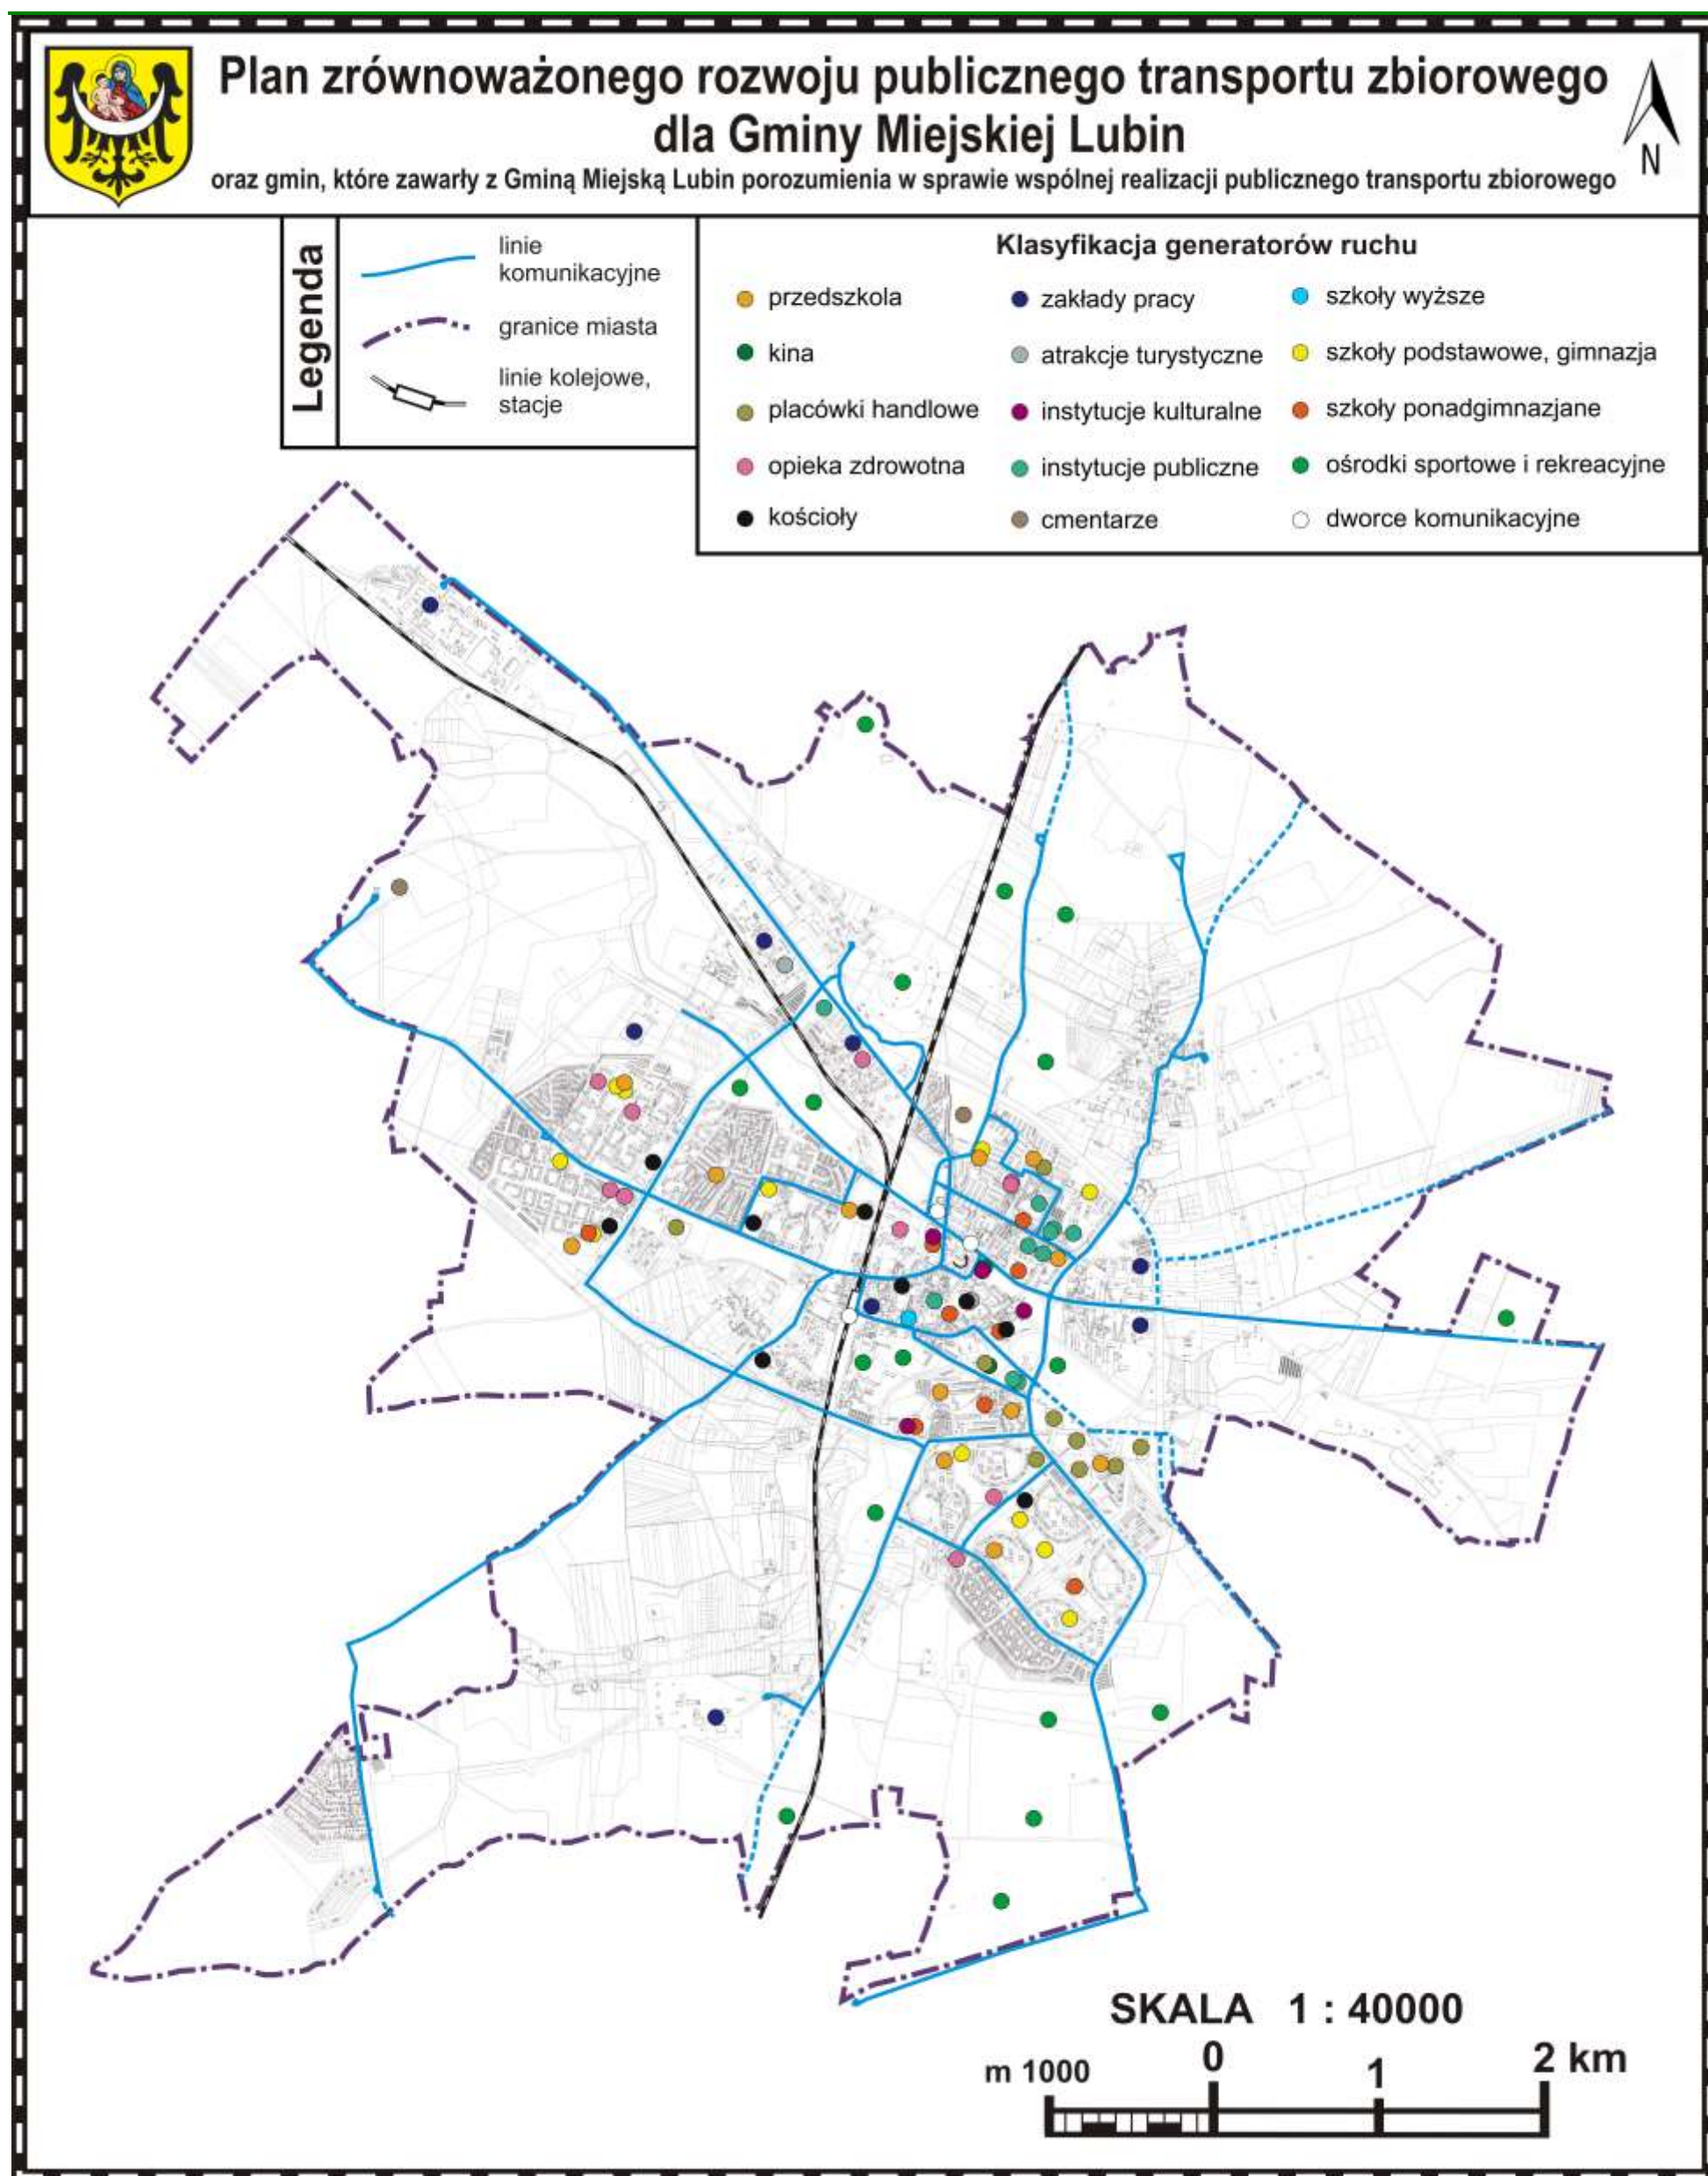 Plan zrównoważonego rozwoju publicznego transportu zbiorowego
dla Gminy Miejskiej Lubin
oraz gmin, które zawarły z Gminą Miejską Lubin porozumienia w sprawie wspólnej realizacji publicznego transportu zbiorowego
N
Legenda
linie
komunikacyjne
granice miasta
linie kolejowe,
stacje
Klasyfikacja generatorów ruchu
przedszkola
zakłady pracy
szkoły wyższe
kina
atrakcje turystyczne
szkoły podstawowe, gimnazja
placówki handlowe
instytucje kulturalne
szkoły ponadgimnazjane
opieka zdrowotna
instytucje publiczne
ośrodki sportowe i rekreacyjne
kościoły
cmentarze
dworce komunikacyjne
SKALA 1 : 40000
m 1000 0 1 2 km